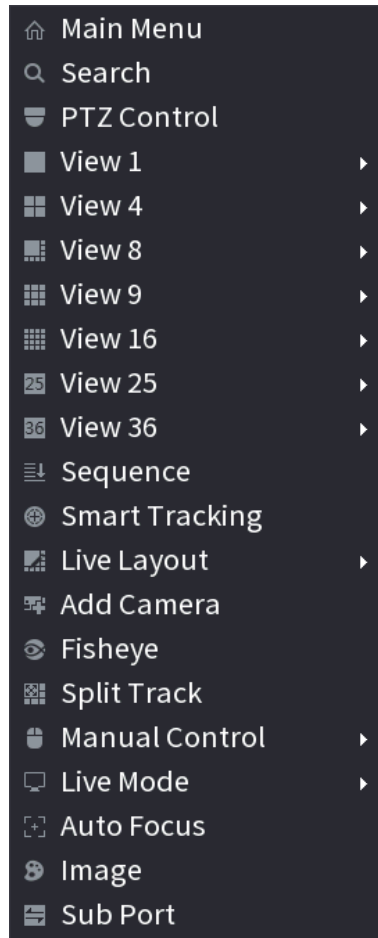 Main Menu
Search
PTZ Control
View 1
View 4
View 8
View 9
View 16
25 View 25
36 View 36
Sequence
Smart Tracking
Live Layout
Add Camera
Fisheye
Split Track
Manual Control
Live Mode
Auto Focus
Image
Sub Port